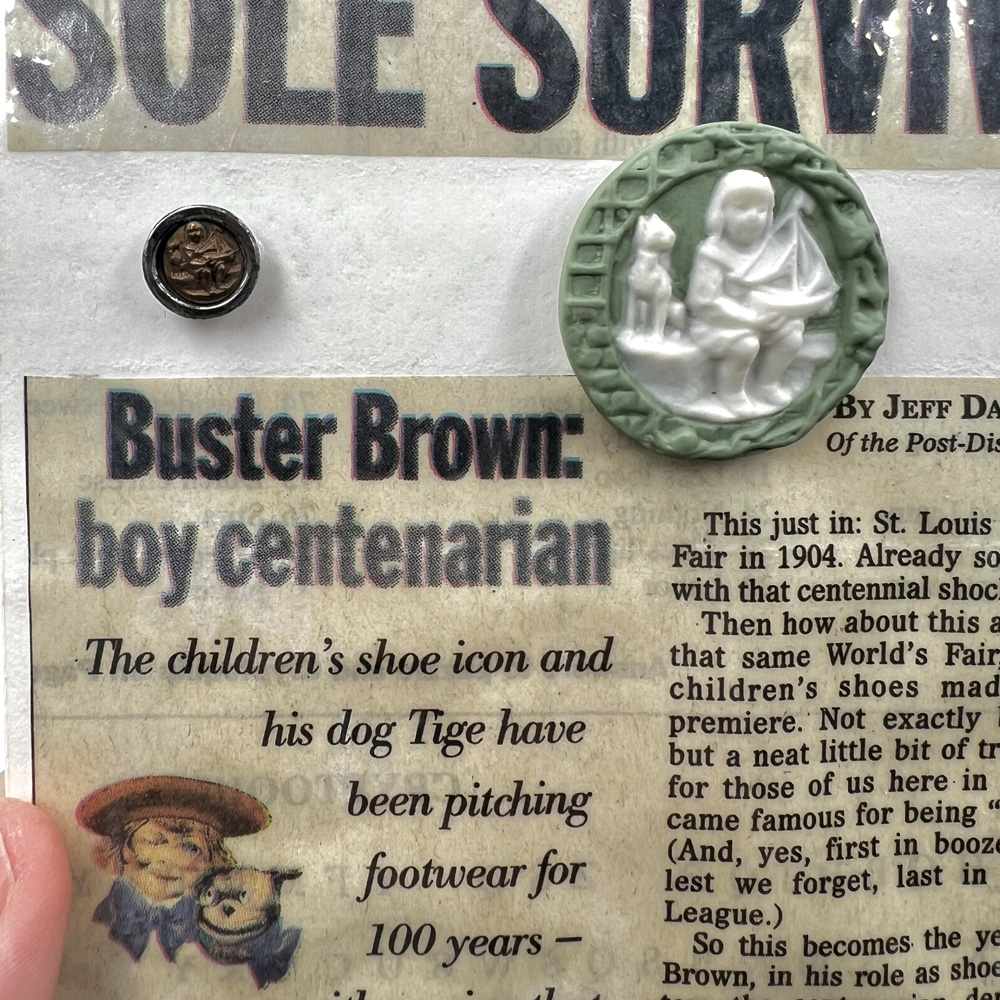 SOLE SURVIV
Buster Brown:
boy centenarian
The children's shoe icon and
his dog Tige have
been pitching
footwear for
100 years –
BY JEFF DA
Of the Post-Dis
This just in: St. Louis
Fair in 1904. Already so
with that centennial shoc
Then how about this a
that same World's Fair,
children's shoes mad
premiere. Not exactly
but a neat little bit of tr
for those of us here in
came famous for being "
(And, yes, first in booze
lest we forget, last in
League.)
So this becomes the ye
Brown, in his role as shoe